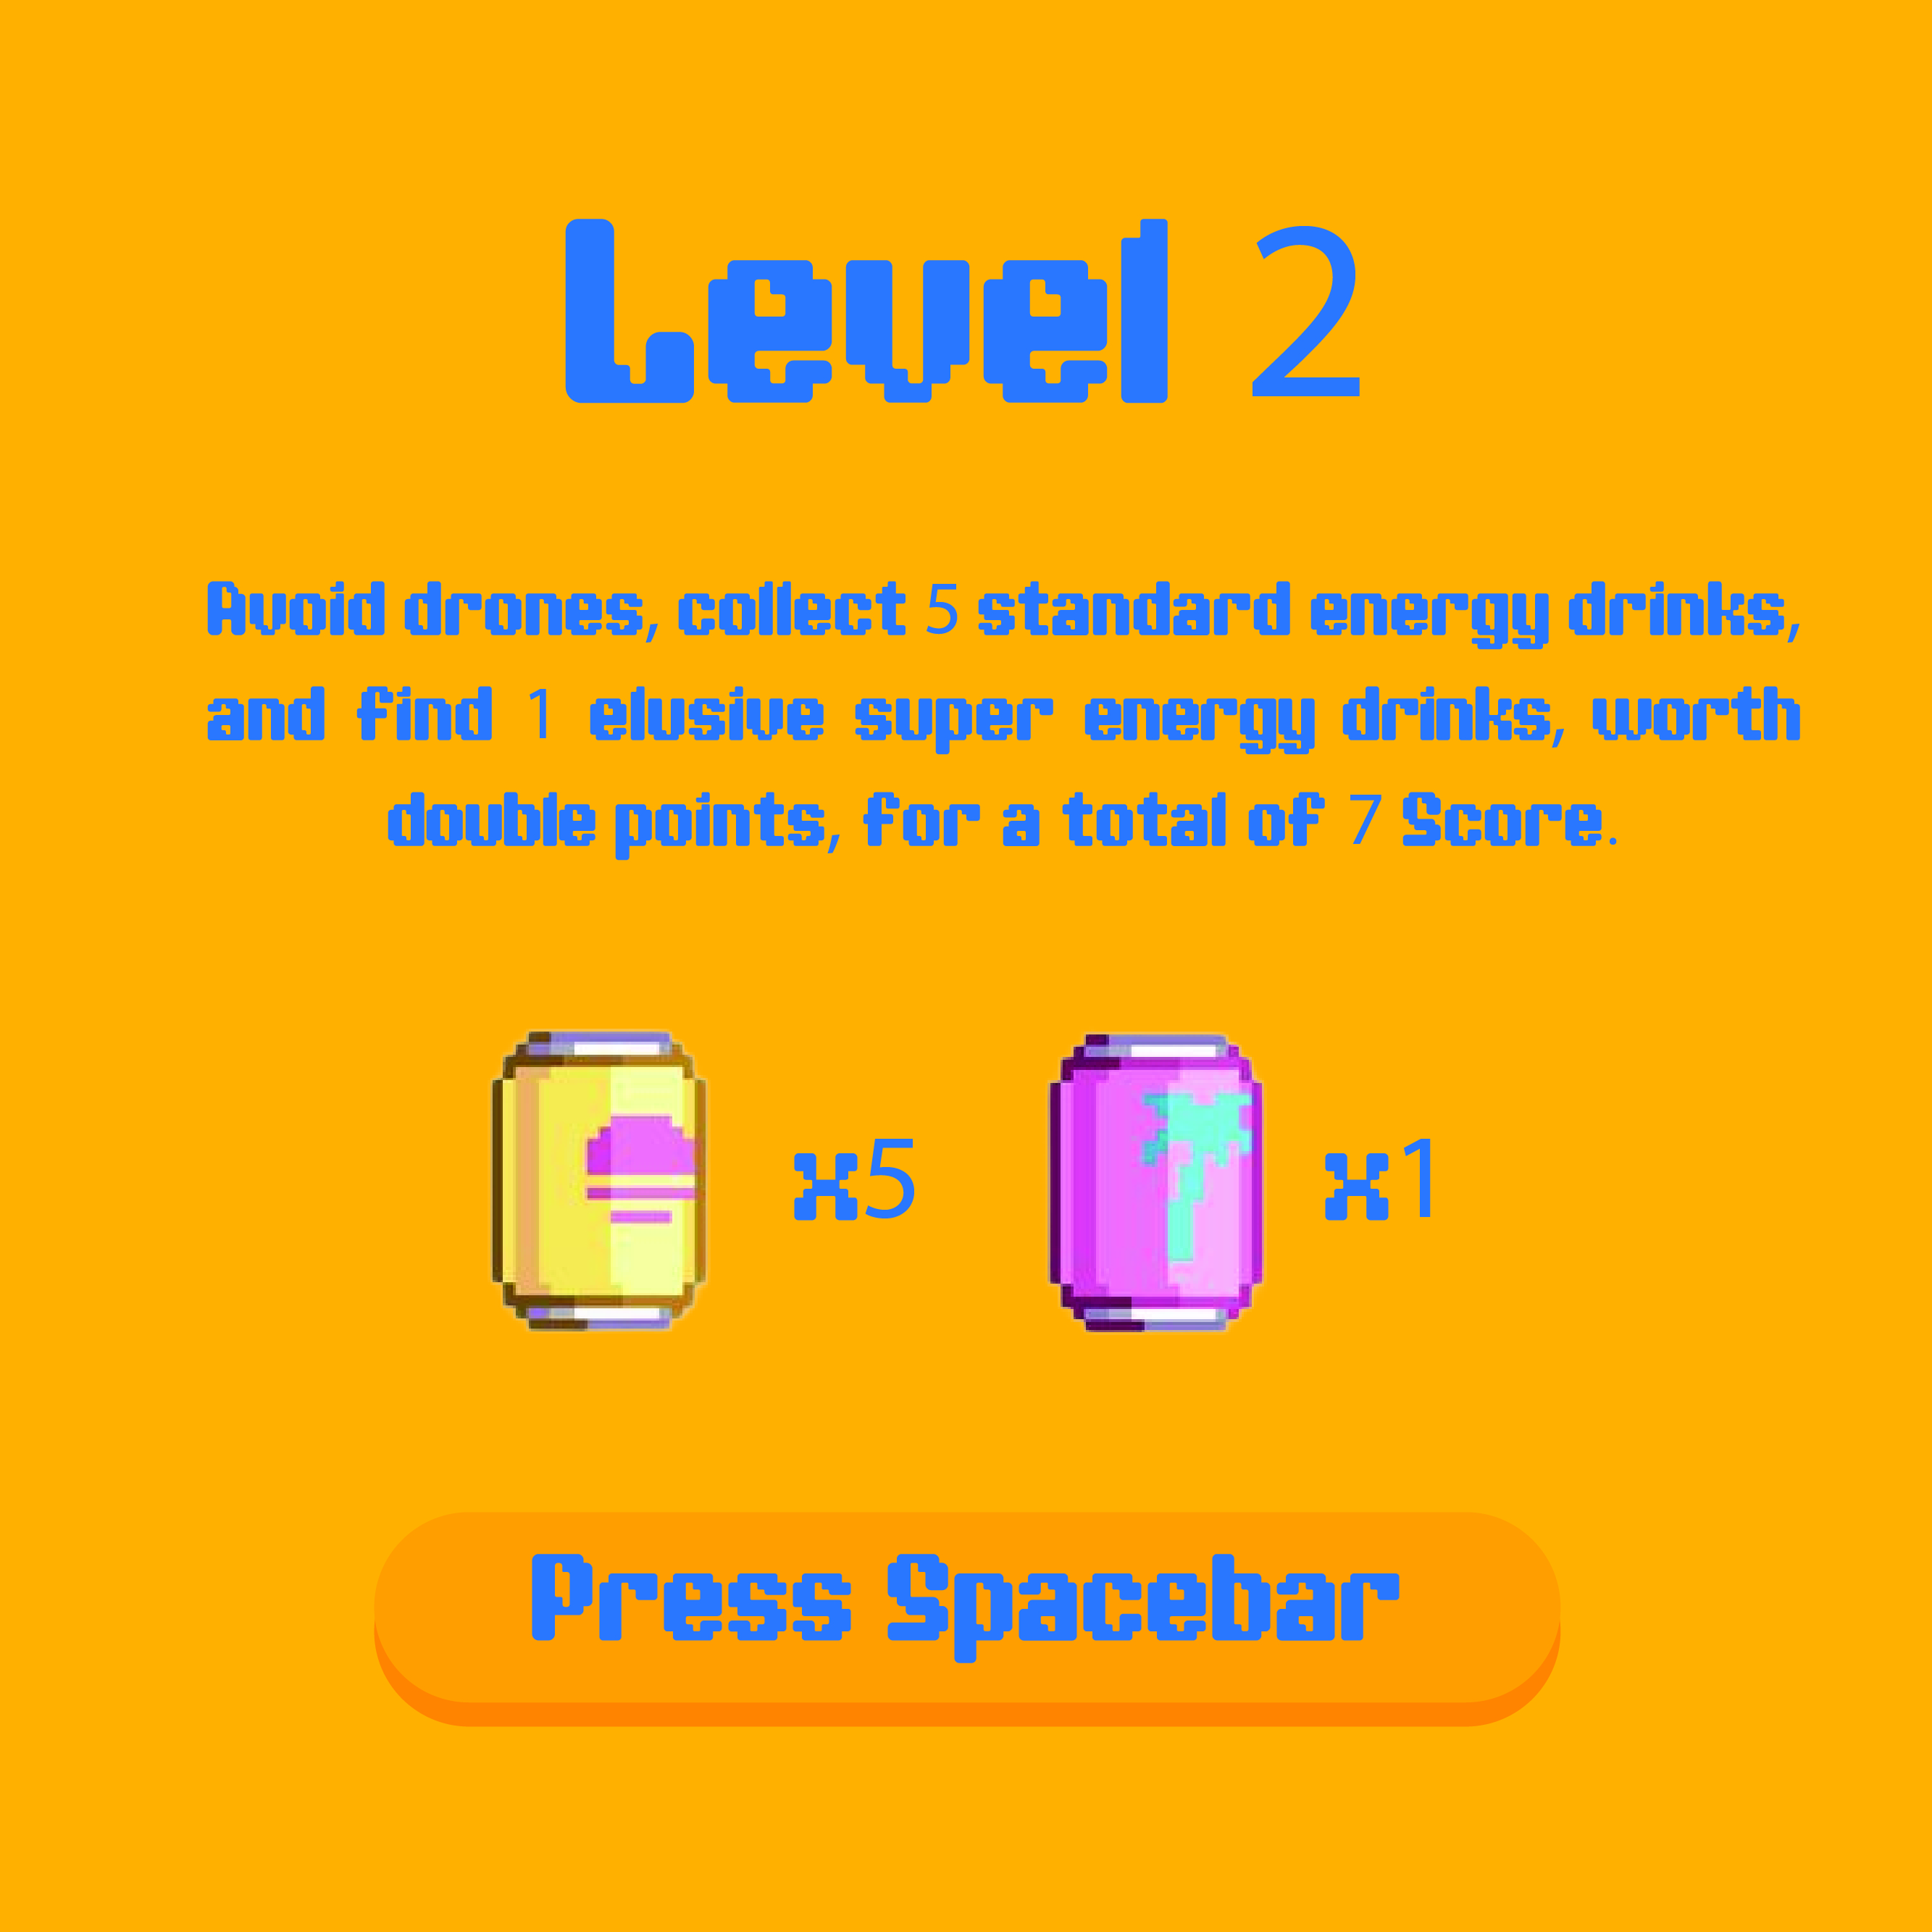 Level 2
Avoid drones, collect 5 standard energy drinks,
and find 1 elusive super energy drinks, worth
double points, for a total of 7 Score.
x5 x1
Press Spacebar